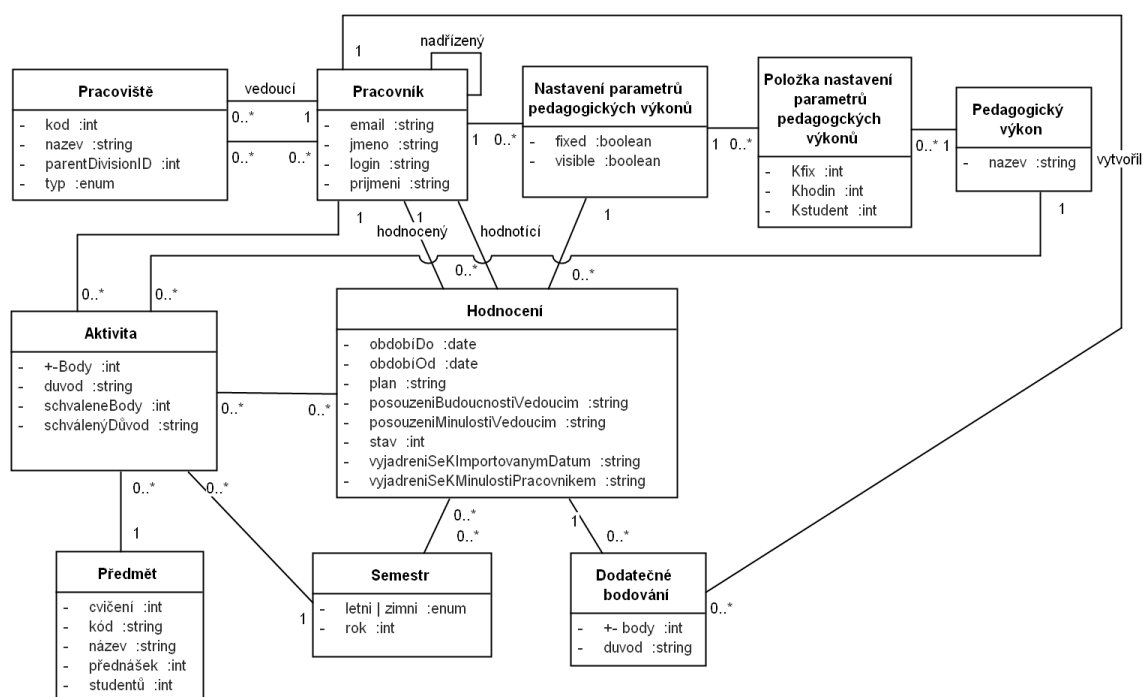 nadřízený
1
Pracoviště
- kod :int
- nazev :string
- parentDivisionID :int
- typ :enum
vedoucí
0..*
1
0..*
0..*
Pracovník
- email :string
- jmeno :string
- login :string
- prijmeni :string
1
0..*
Nastavení parametrů
pedagogických výkonů
- fixed :boolean
- visible :boolean
1
0..*
Položka nastavení
parametrů
pedagogckých
výkonů
- Kfix :int
- Khodin :int
- Kstudent :int
0..*
1
Pedagogický
výkon
- nazev :string
vytvořil
1
1
1
1
hodnocený
hodnotící
0..*
0..*
0..*
0..*
Aktivita
- +-Body :int
- duvod :string
- schvaleneBody :int
- schválenýDůvod :string
0..*
0..*
Hodnocení
- obdobíDo :date
- obdobíOd :date
- plan :string
- posouzeniBudoucnostiVedoucim :string
- posouzeniMinulostiVedoucim :string
- stav :int
- vyjadreniSeKImportovanymDatum :string
- vyjadreniSeKMinulostiPracovnikem :string
0..*
0..*
1
0..*
0..*
1
0..*
Předmět
- cvičení :int
- kód :string
- název :string
- přednášek :int
- studentů :int
1
Semestr
- letni | zimni :enum
- rok :int
Dodatečné
bodování
- +- body :int
- duvod :string
0..*